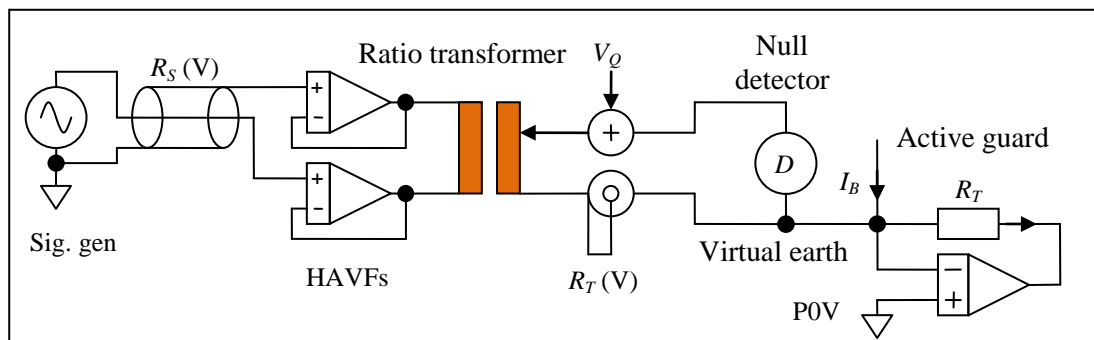 Ratio transformer
V_Q
Null
detector
R_S (V)
+
−
+
−
+
D
Active guard
I_B
R_T
Sig. gen
HAVFs
R_T (V)
Virtual earth
−
+
P0V